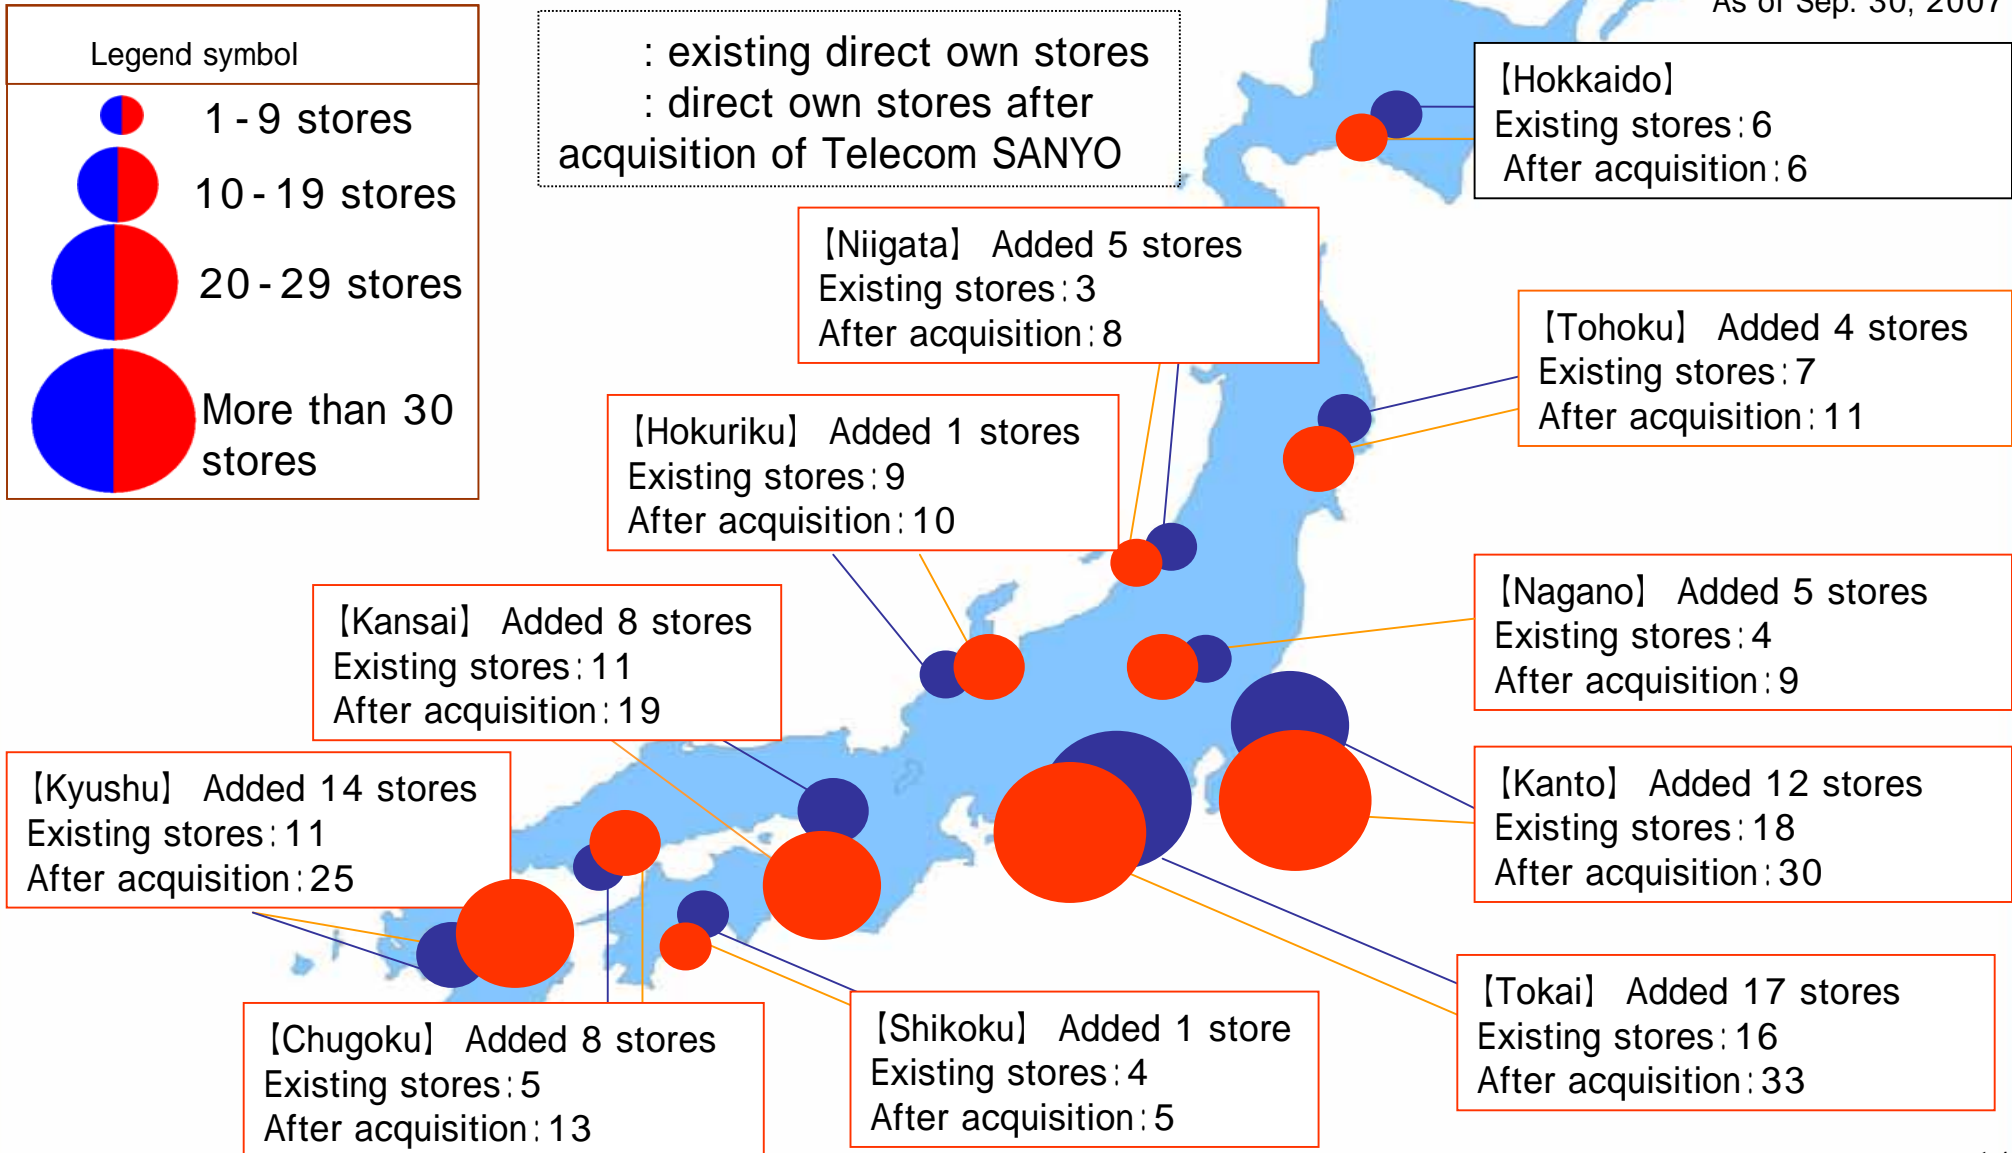 As of Sep. 30, 2007
Legend symbol
1-9 stores
10-19 stores
20-29 stores
More than 30
stores
: existing direct own stores
: direct own stores after
acquisition of Telecom SANYO
【Hokkaido】
Existing stores:6
After acquisition:6
【Niigata】 Added 5 stores
Existing stores:3
After acquisition:8
【Tohoku】 Added 4 stores
Existing stores:7
After acquisition:11
【Hokuriku】 Added 1 stores
Existing stores:9
After acquisition:10
【Nagano】 Added 5 stores
Existing stores:4
After acquisition:9
【Kansai】 Added 8 stores
Existing stores:11
After acquisition:19
【Kyushu】 Added 14 stores
Existing stores:11
After acquisition:25
【Kanto】 Added 12 stores
Existing stores:18
After acquisition:30
【Tokai】 Added 17 stores
Existing stores:16
After acquisition:33
【Chugoku】 Added 8 stores
Existing stores:5
After acquisition:13
【Shikoku】 Added 1 store
Existing stores:4
After acquisition:5